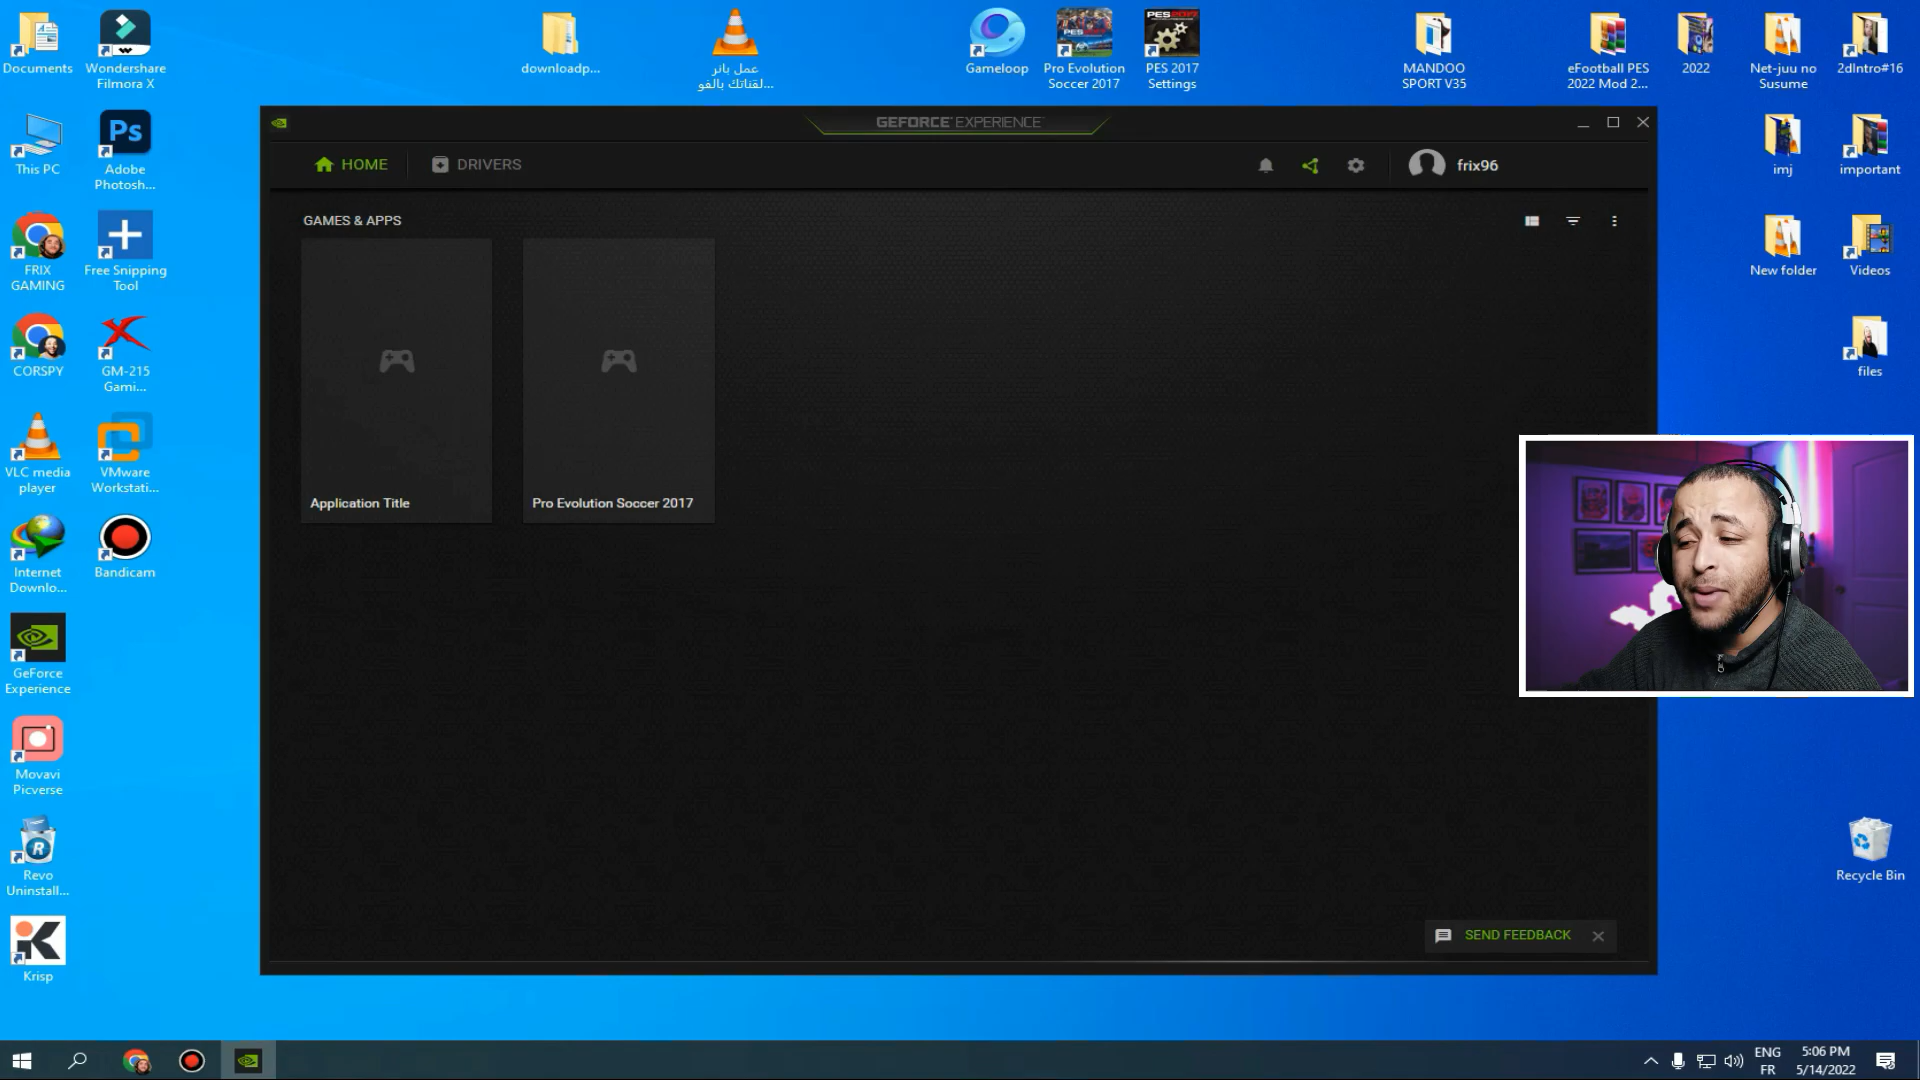 Documents
Wondershare
Filmora X
downloadp...
عمل بانر
لقناتك بالفو...
Gameloop
Pro Evolution
Soccer 2017
PES 2017
Settings
MANDOO
SPORT V35
eFootball PES
2022 Mod 2...
2022
Net-juu no
Susume
2dIntro#16
GEFORCE EXPERIENCE
HOME
DRIVERS
frix96
This PC
Adobe
Photosh...
imj
important
GAMES & APPS
FRIX
GAMING
Free Snipping
Tool
New folder
Videos
CORSPY
GM-215
Gami...
files
VLC media
player
VMware
Workstati...
Application Title
Pro Evolution Soccer 2017
Internet
Downlo...
Bandicam
GeForce
Experience
Movavi
Picverse
Revo
Uninstall...
Recycle Bin
SEND FEEDBACK
Krisp
ENG
FR
5:06 PM
5/14/2022